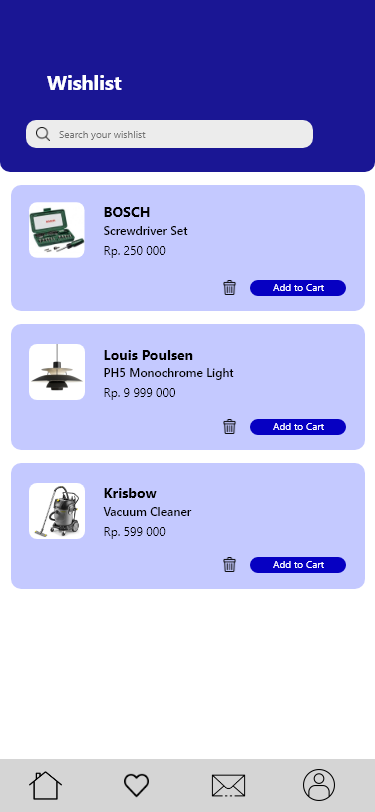 Wishlist
Search your wishlist
BOSCH
Screwdriver Set
Rp. 250 000
Add to Cart
Louis Poulsen
PH5 Monochrome Light
Rp. 9 999 000
Add to Cart
Krisbow
Vacuum Cleaner
Rp. 599 000
Add to Cart